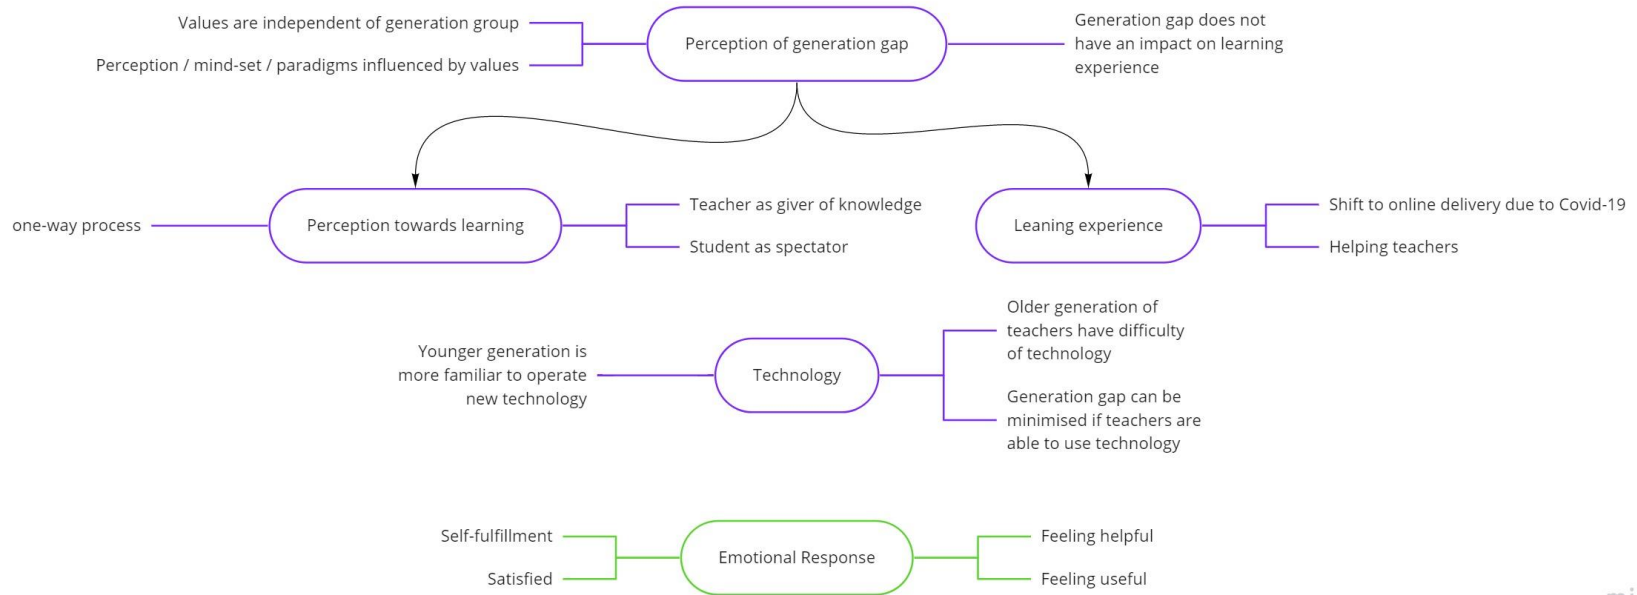 Values are independent of generation group
Perception / mind-set / paradigms influenced by values
Perception of generation gap
Generation gap does not
have an impact on learning
experience
one-way process
Perception towards learning
Teacher as giver of knowledge
Student as spectator
Leaning experience
Shift to online delivery due to Covid-19
Helping teachers
Younger generation is
more familiar to operate
new technology
Technology
Older generation of
teachers have difficulty
of technology
Generation gap can be
minimised if teachers are
able to use technology
Self-fulfillment
Satisfied
Emotional Response
Feeling helpful
Feeling useful